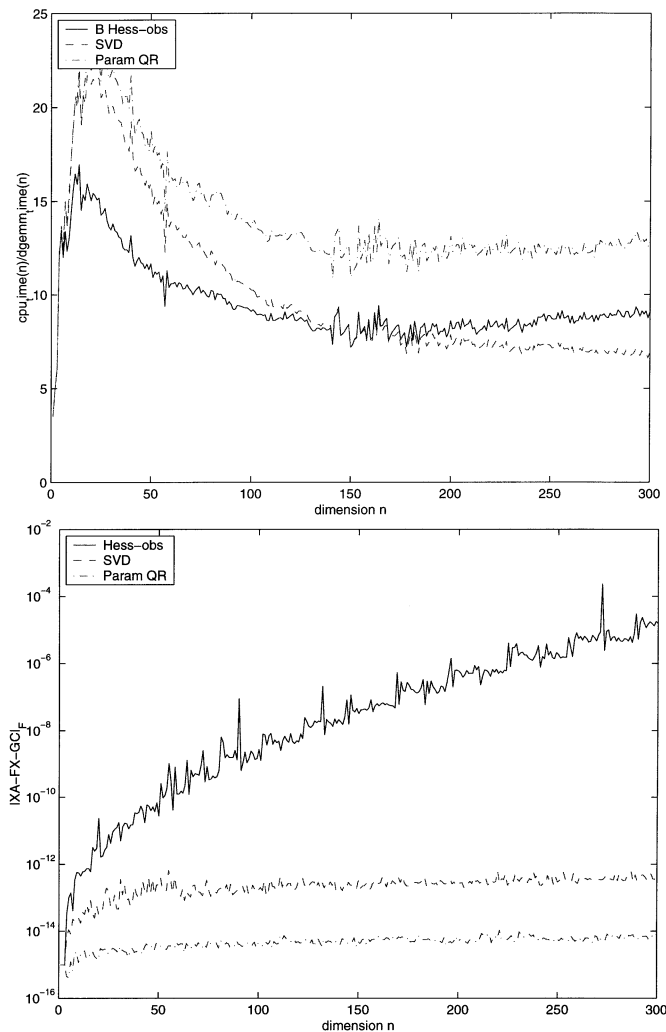 25
20
15
10
5
0
cpu_time(n)/dgemm_time(n)
B Hess-obs
SVD
Param QR
0 50 100 150 200 250 300
dimension n
10-2
10-4
10-6
10-8
10-10
10-12
10-14
10-16
|XA-FX-GC|F
Hess-obs
SVD
Param QR
0 50 100 150 200 250 300
dimension n